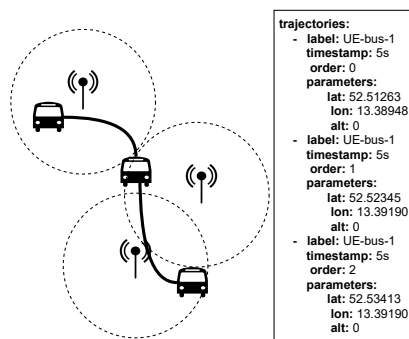 trajectories:
- label: UE-bus-1
timestamp: 5s
order: 0
parameters:
lat: 52.51263
lon: 13.38948
alt: 0
- label: UE-bus-1
timestamp: 5s
order: 1
parameters:
lat: 52.52345
lon: 13.39190
alt: 0
- label: UE-bus-1
timestamp: 5s
order: 2
parameters:
lat: 52.53413
lon: 13.39190
alt: 0